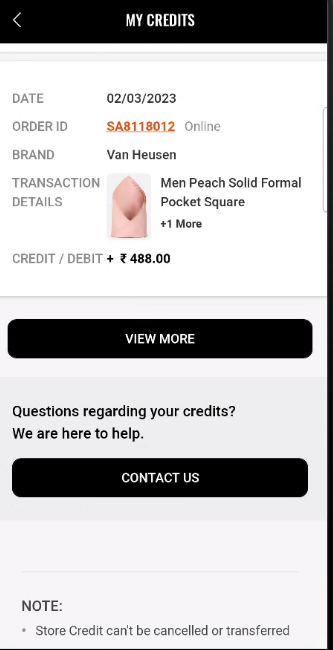 MY CREDITS
DATE 02/03/2023
ORDER ID SA8118012 Online
BRAND Van Heusen
TRANSACTION DETAILS Men Peach Solid Formal
Pocket Square
+1 More
CREDIT / DEBIT + ₹ 488.00
VIEW MORE
Questions regarding your credits?
We are here to help.
CONTACT US
NOTE:
• Store Credit can't be cancelled or transferred